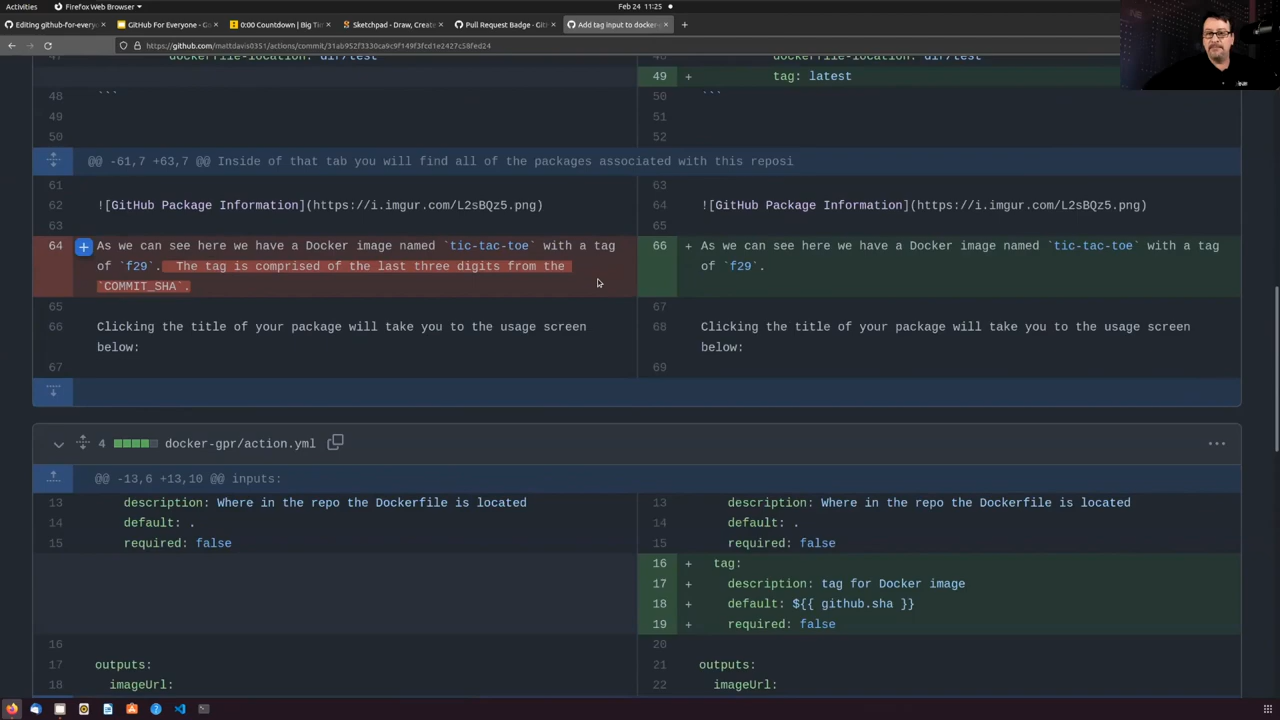 Activities
Firefox Web Browser
Feb 24 11:25
Editing github-for-every
GitHub For Everyone - Go
0:00 Countdown | Big Tim
Sketchpad - Draw, Create
Pull Request Badge · Gith
Add tag input to docker-g
https://github.com/mattdavis0351/actions/commit/31ab952f3330ca9c9f149f3fcd1e2427c58fed24
47 dockerfile-location: dir/test
dockerfile-location: dir/test
49 + tag: latest
48 ``` 50 ```
49 51
50 52
@@ -61,7 +63,7 @@ Inside of that tab you will find all of the packages associated with this reposi
61 63
62 ![GitHub Package Information](https://i.imgur.com/L2sBQz5.png) 64 ![GitHub Package Information](https://i.imgur.com/L2sBQz5.png)
63 65
64 + As we can see here we have a Docker image named `tic-tac-toe` with a tag 66 + As we can see here we have a Docker image named `tic-tac-toe` with a tag
of `f29`. The tag is comprised of the last three digits from the of `f29`.
`COMMIT_SHA`.
65 67
66 Clicking the title of your package will take you to the usage screen 68 Clicking the title of your package will take you to the usage screen
below: below:
67 69
4 docker-gpr/action.yml
@@ -13,6 +13,10 @@ inputs:
13 description: Where in the repo the Dockerfile is located 13 description: Where in the repo the Dockerfile is located
14 default: . 14 default: .
15 required: false 15 required: false
16 + tag:
17 + description: tag for Docker image
18 + default: ${{ github.sha }}
19 + required: false
16 20
17 outputs: 21 outputs:
18 imageUrl: 22 imageUrl: